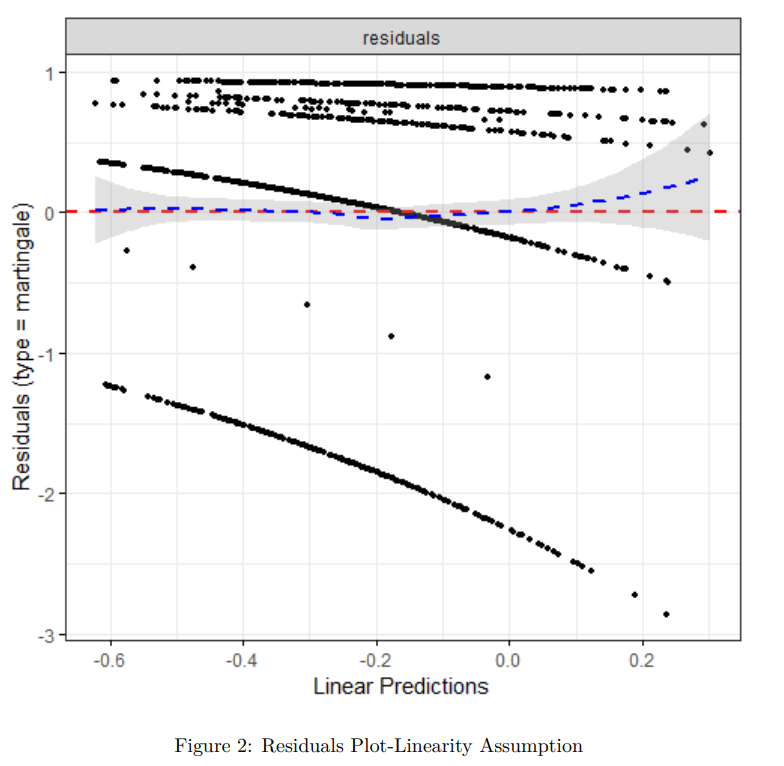 residuals
1
0
-1
-2
-3
Residuals (type = martingale)
-0.6 -0.4 -0.2 0.0 0.2
Linear Predictions
Figure 2: Residuals Plot-Linearity Assumption